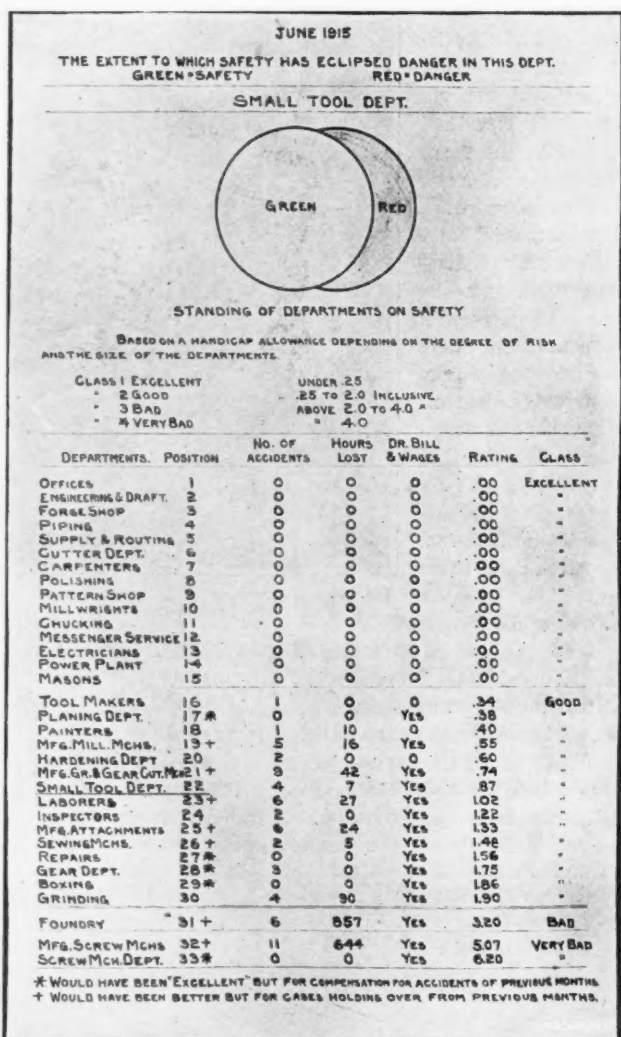 JUNE 1915
THE EXTENT TO WHICH SAFETY HAS ECLIPSED DANGER IN THIS DEPT.
GREEN = SAFETY RED = DANGER
SMALL TOOL DEPT.
GREEN RED
STANDING OF DEPARTMENTS ON SAFETY
BASED ON A HANDICAP ALLOWANCE DEPENDING ON THE DEGREE OF RISK
AND THE SIZE OF THE DEPARTMENTS
CLASS 1 EXCELLENT UNDER .25
" 2 GOOD .25 TO 2.0 INCLUSIVE
" 3 BAD ABOVE 2.0 TO 4.0 "
" 4 VERY BAD " 4.0
NO. OF HOURS DR. BILL
DEPARTMENTS. POSITION ACCIDENTS LOST & WAGES RATING CLASS
OFFICES 1 0 0 0 .00 EXCELLENT
ENGINEERING & DRAFT. 2 0 0 0 .00 "
FORGE SHOP 3 0 0 0 .00 "
PIPING 4 0 0 0 .00 "
SUPPLY & ROUTING 5 0 0 0 .00 "
CUTTER DEPT. 6 0 0 0 .00 "
CARPENTERS 7 0 0 0 .00 "
POLISHING 8 0 0 0 .00 "
PATTERN SHOP 9 0 0 0 .00 "
MILLWRIGHTS 10 0 0 0 .00 "
CHUCKING 11 0 0 0 .00 "
MESSENGER SERVICE 12 0 0 0 .00 "
ELECTRICIANS 13 0 0 0 .00 "
POWER PLANT 14 0 0 0 .00 "
MASONS 15 0 0 0 .00 "
TOOL MAKERS 16 1 0 0 .34 GOOD
PLANING DEPT. 17* 0 0 YES .38 "
PAINTERS 18 1 10 0 .40 "
MFG. MILL. MCHS. 19+ 5 16 YES .55 "
HARDENING DEPT 20 2 0 0 .60 "
MFG. GR. & GEAR CUT. MCH 21+ 9 42 YES .74 "
SMALL TOOL DEPT. 22 4 7 YES .87 "
LABORERS 23+ 6 27 YES 1.02 "
INSPECTORS 24 2 0 YES 1.22 "
MFG. ATTACHMENTS 25+ 6 24 YES 1.33 "
SEWING MCHS. 26+ 2 5 YES 1.48 "
REPAIRS 27* 0 0 YES 1.56 "
GEAR DEPT. 28* 3 0 YES 1.75 "
BOXING 29* 0 0 YES 1.86 "
GRINDING 30 4 90 YES 1.90 "
FOUNDRY 31+ 6 857 YES 3.20 BAD
MFG. SCREW MCHS 32+ 11 644 YES 5.07 VERY BAD
SCREW MCH. DEPT. 33* 0 0 YES 6.20 "
* WOULD HAVE BEEN "EXCELLENT" BUT FOR COMPENSATION FOR ACCIDENTS OF PREVIOUS MONTHS
+ WOULD HAVE BEEN BETTER BUT FOR CASES HOLDING OVER FROM PREVIOUS MONTHS.